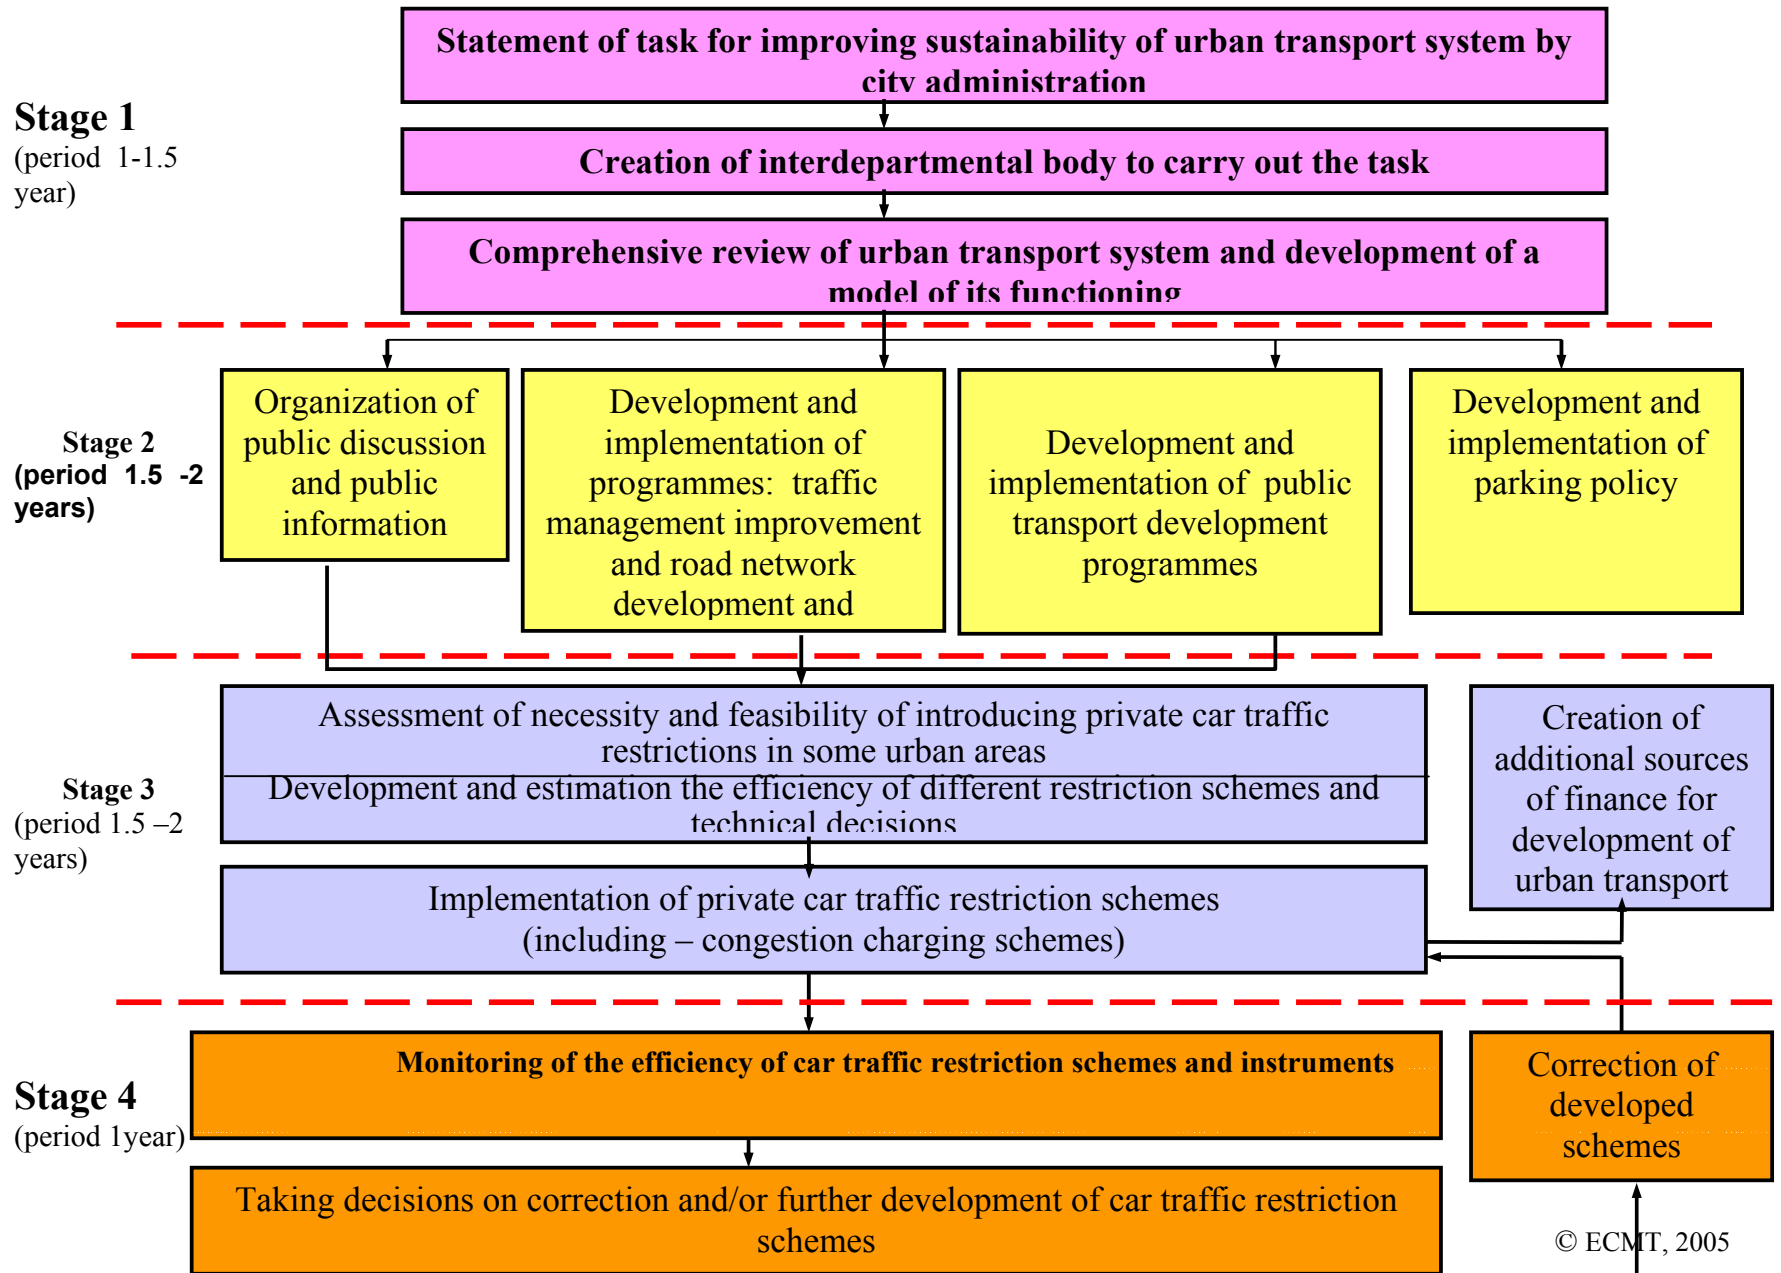 Statement of task for improving sustainability of urban transport system by
city administration
Stage 1
(period 1-1.5
year)
Creation of interdepartmental body to carry out the task
Comprehensive review of urban transport system and development of a
model of its functioning
Stage 2
(period 1.5 -2
years)
Organization of
public discussion
and public
information
Development and
implementation of
programmes: traffic
management improvement
and road network
development and
Development and
implementation of public
transport development
programmes
Development and
implementation of
parking policy
Stage 3
(period 1.5 –2
years)
Assessment of necessity and feasibility of introducing private car traffic
restrictions in some urban areas
Development and estimation the efficiency of different restriction schemes and
technical decisions
Implementation of private car traffic restriction schemes
(including – congestion charging schemes)
Creation of
additional sources
of finance for
development of
urban transport
Stage 4
(period 1year)
Monitoring of the efficiency of car traffic restriction schemes and instruments
Taking decisions on correction and/or further development of car traffic restriction
schemes
Correction of
developed
schemes
© ECMT, 2005